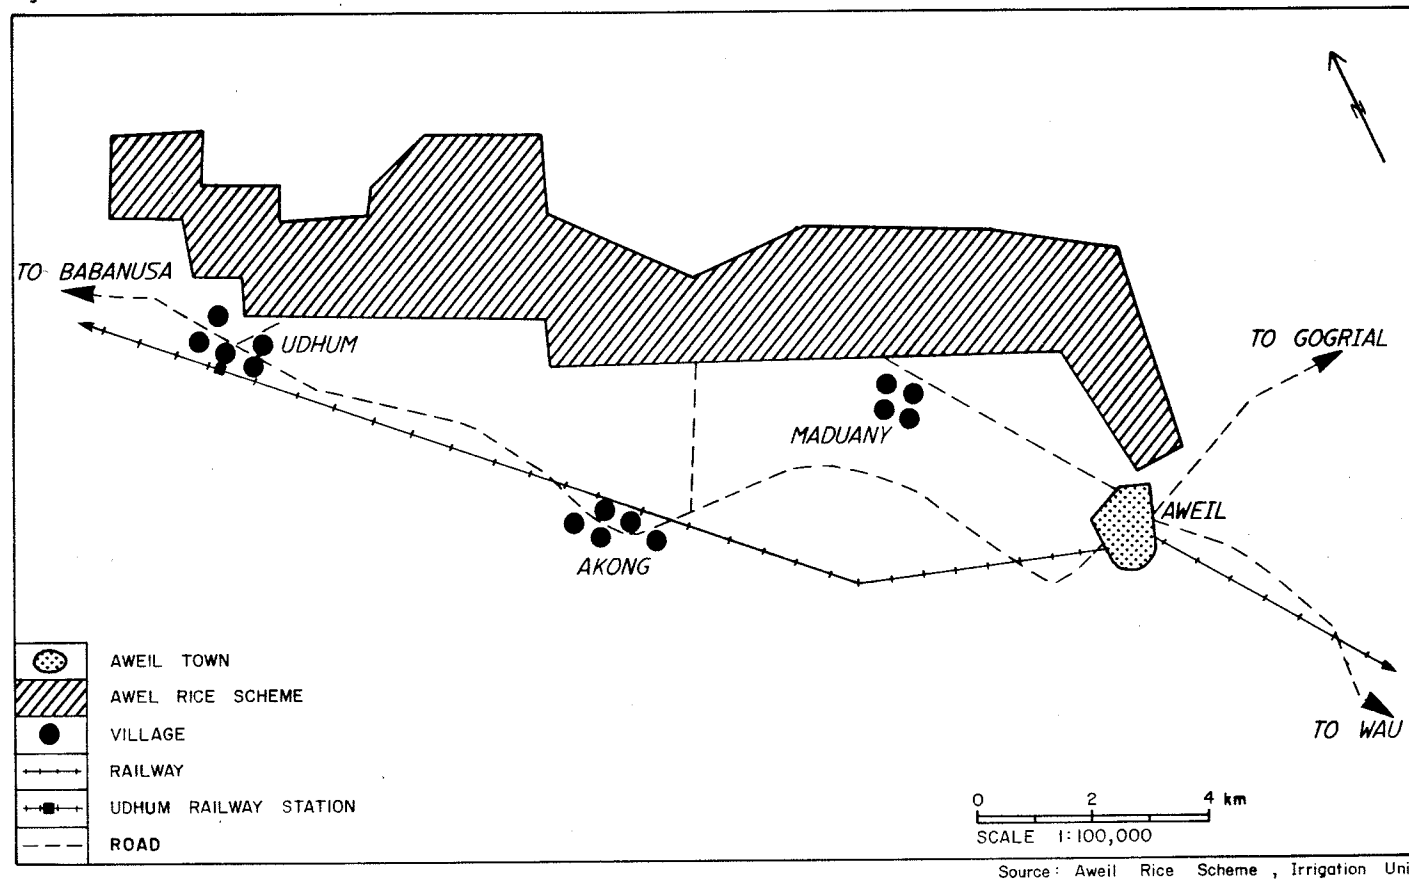 N
TO BABANUSA
UDHUM
TO GOGRIAL
MADUANY
AWEIL
AKONG
TO WAU
AWEIL TOWN
AWEL RICE SCHEME
VILLAGE
RAILWAY
UDHUM RAILWAY STATION
ROAD
0 2 4 km
SCALE 1:100,000
Source: Aweil Rice Scheme , Irrigation Uni